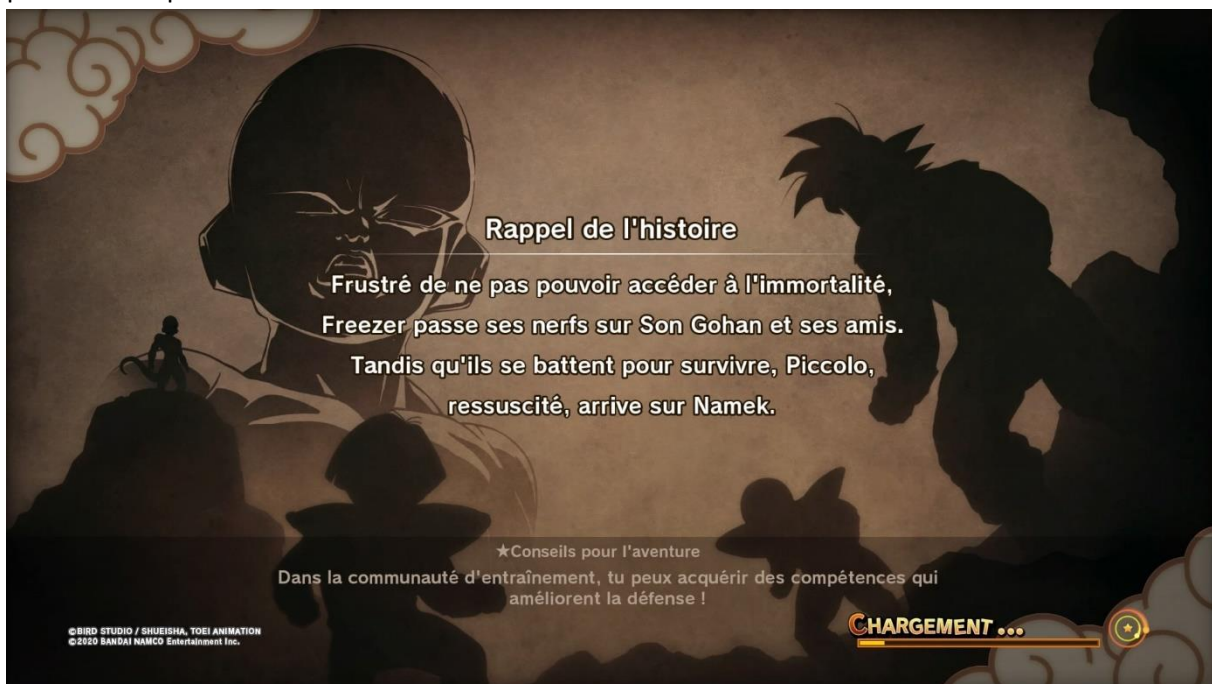 Rappel de l'histoire
Frustré de ne pas pouvoir accéder à l'immortalité,
Freezer passe ses nerfs sur Son Gohan et ses amis.
Tandis qu'ils se battent pour survivre, Piccolo,
ressuscité, arrive sur Namek.
★Conseils pour l'aventure
Dans la communauté d'entraînement, tu peux acquérir des compétences qui
améliorent la défense !
©BIRD STUDIO / SHUEISHA, TOEI ANIMATION
©2020 BANDAI NAMCO Entertainment Inc.
CHARGEMENT ...